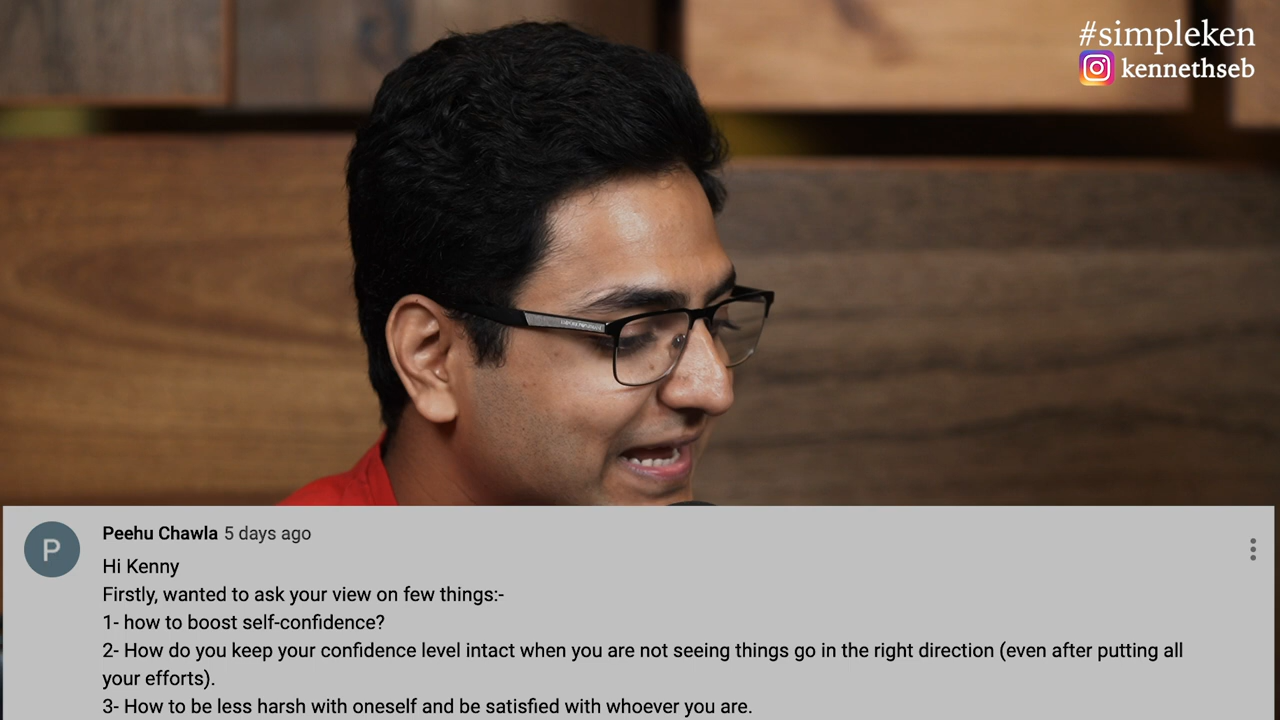 #simpleken
kennethseb
P
Peehu Chawla 5 days ago
Hi Kenny
Firstly, wanted to ask your view on few things:-
1- how to boost self-confidence?
2- How do you keep your confidence level intact when you are not seeing things go in the right direction (even after putting all
your efforts).
3- How to be less harsh with oneself and be satisfied with whoever you are.